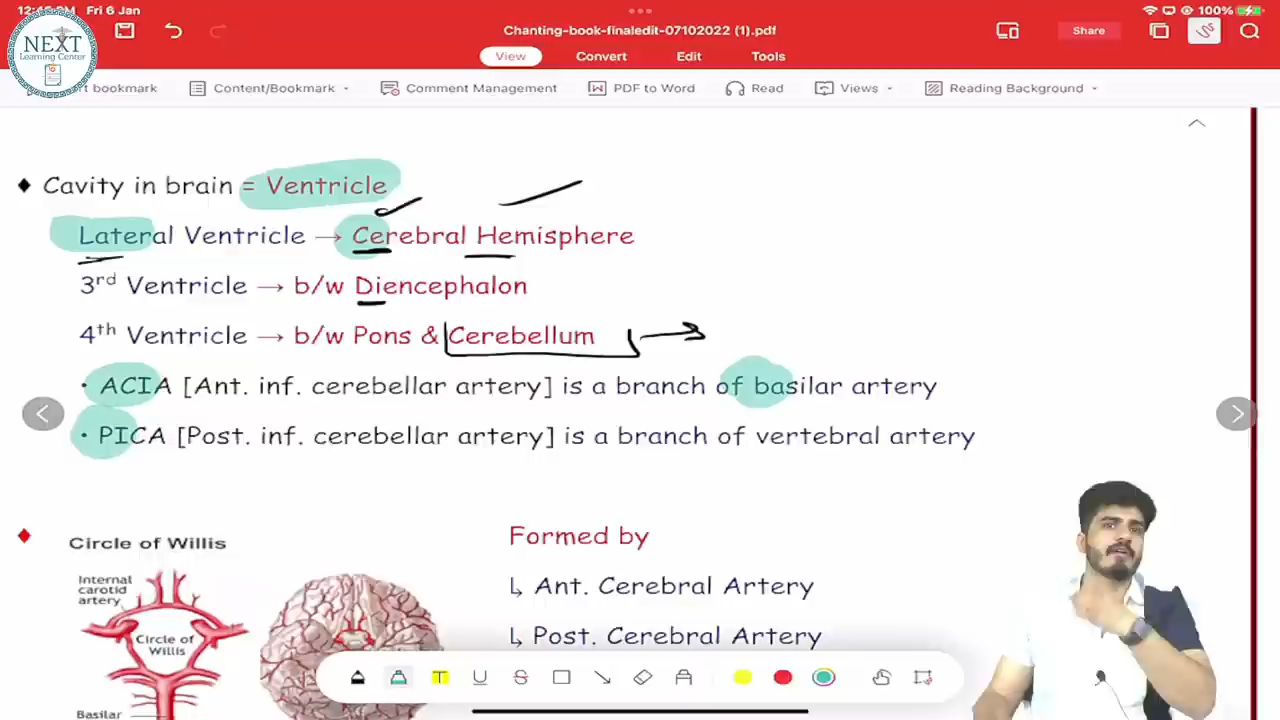 12:45 PM Fri 6 Jan
100%
NEXT
Learning Center
Chanting-book-finaledit-07102022 (1).pdf
Share
View Convert Edit Tools
bookmark Content/Bookmark Comment Management PDF to Word Read Views Reading Background
♦ Cavity in brain = Ventricle
Lateral Ventricle → Cerebral Hemisphere
3rd Ventricle → b/w Diencephalon
4th Ventricle → b/w Pons & Cerebellum
• ACIA [Ant. inf. cerebellar artery] is a branch of basilar artery
• PICA [Post. inf. cerebellar artery] is a branch of vertebral artery
♦ Circle of Willis
Internal
carotid
artery
Circle of
Willis
Basilar
Formed by
↳ Ant. Cerebral Artery
↳ Post. Cerebral Artery